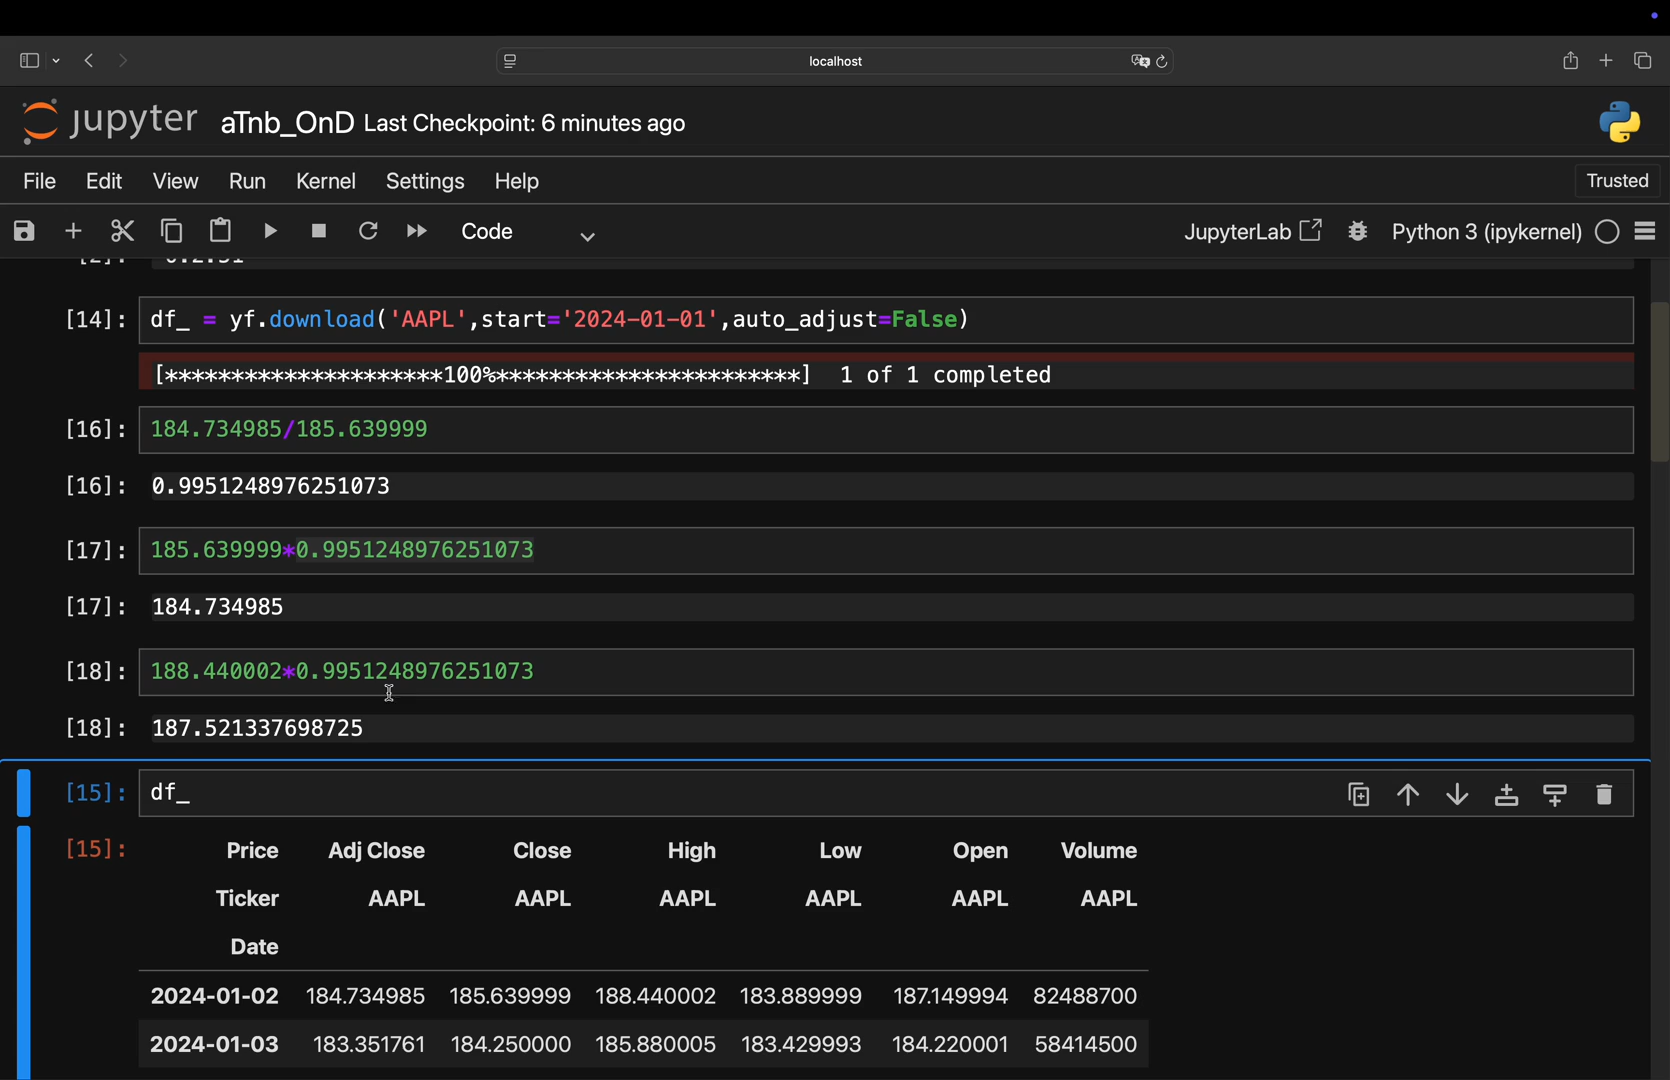 localhost
jupyter aTnb_OnD Last Checkpoint: 6 minutes ago
File Edit View Run Kernel Settings Help Trusted
Code JupyterLab Python 3 (ipykernel)
[14]: df_ = yf.download('AAPL',start='2024-01-01',auto_adjust=False)
[*********************100%***********************] 1 of 1 completed
[16]: 184.734985/185.639999
[16]: 0.9951248976251073
[17]: 185.639999*0.9951248976251073
[17]: 184.734985
[18]: 188.440002*0.9951248976251073
[18]: 187.521337698725
[15]: df_
[15]: Price Adj Close Close High Low Open Volume
Ticker AAPL AAPL AAPL AAPL AAPL AAPL
Date
2024-01-02 184.734985 185.639999 188.440002 183.889999 187.149994 82488700
2024-01-03 183.351761 184.250000 185.880005 183.429993 184.220001 58414500